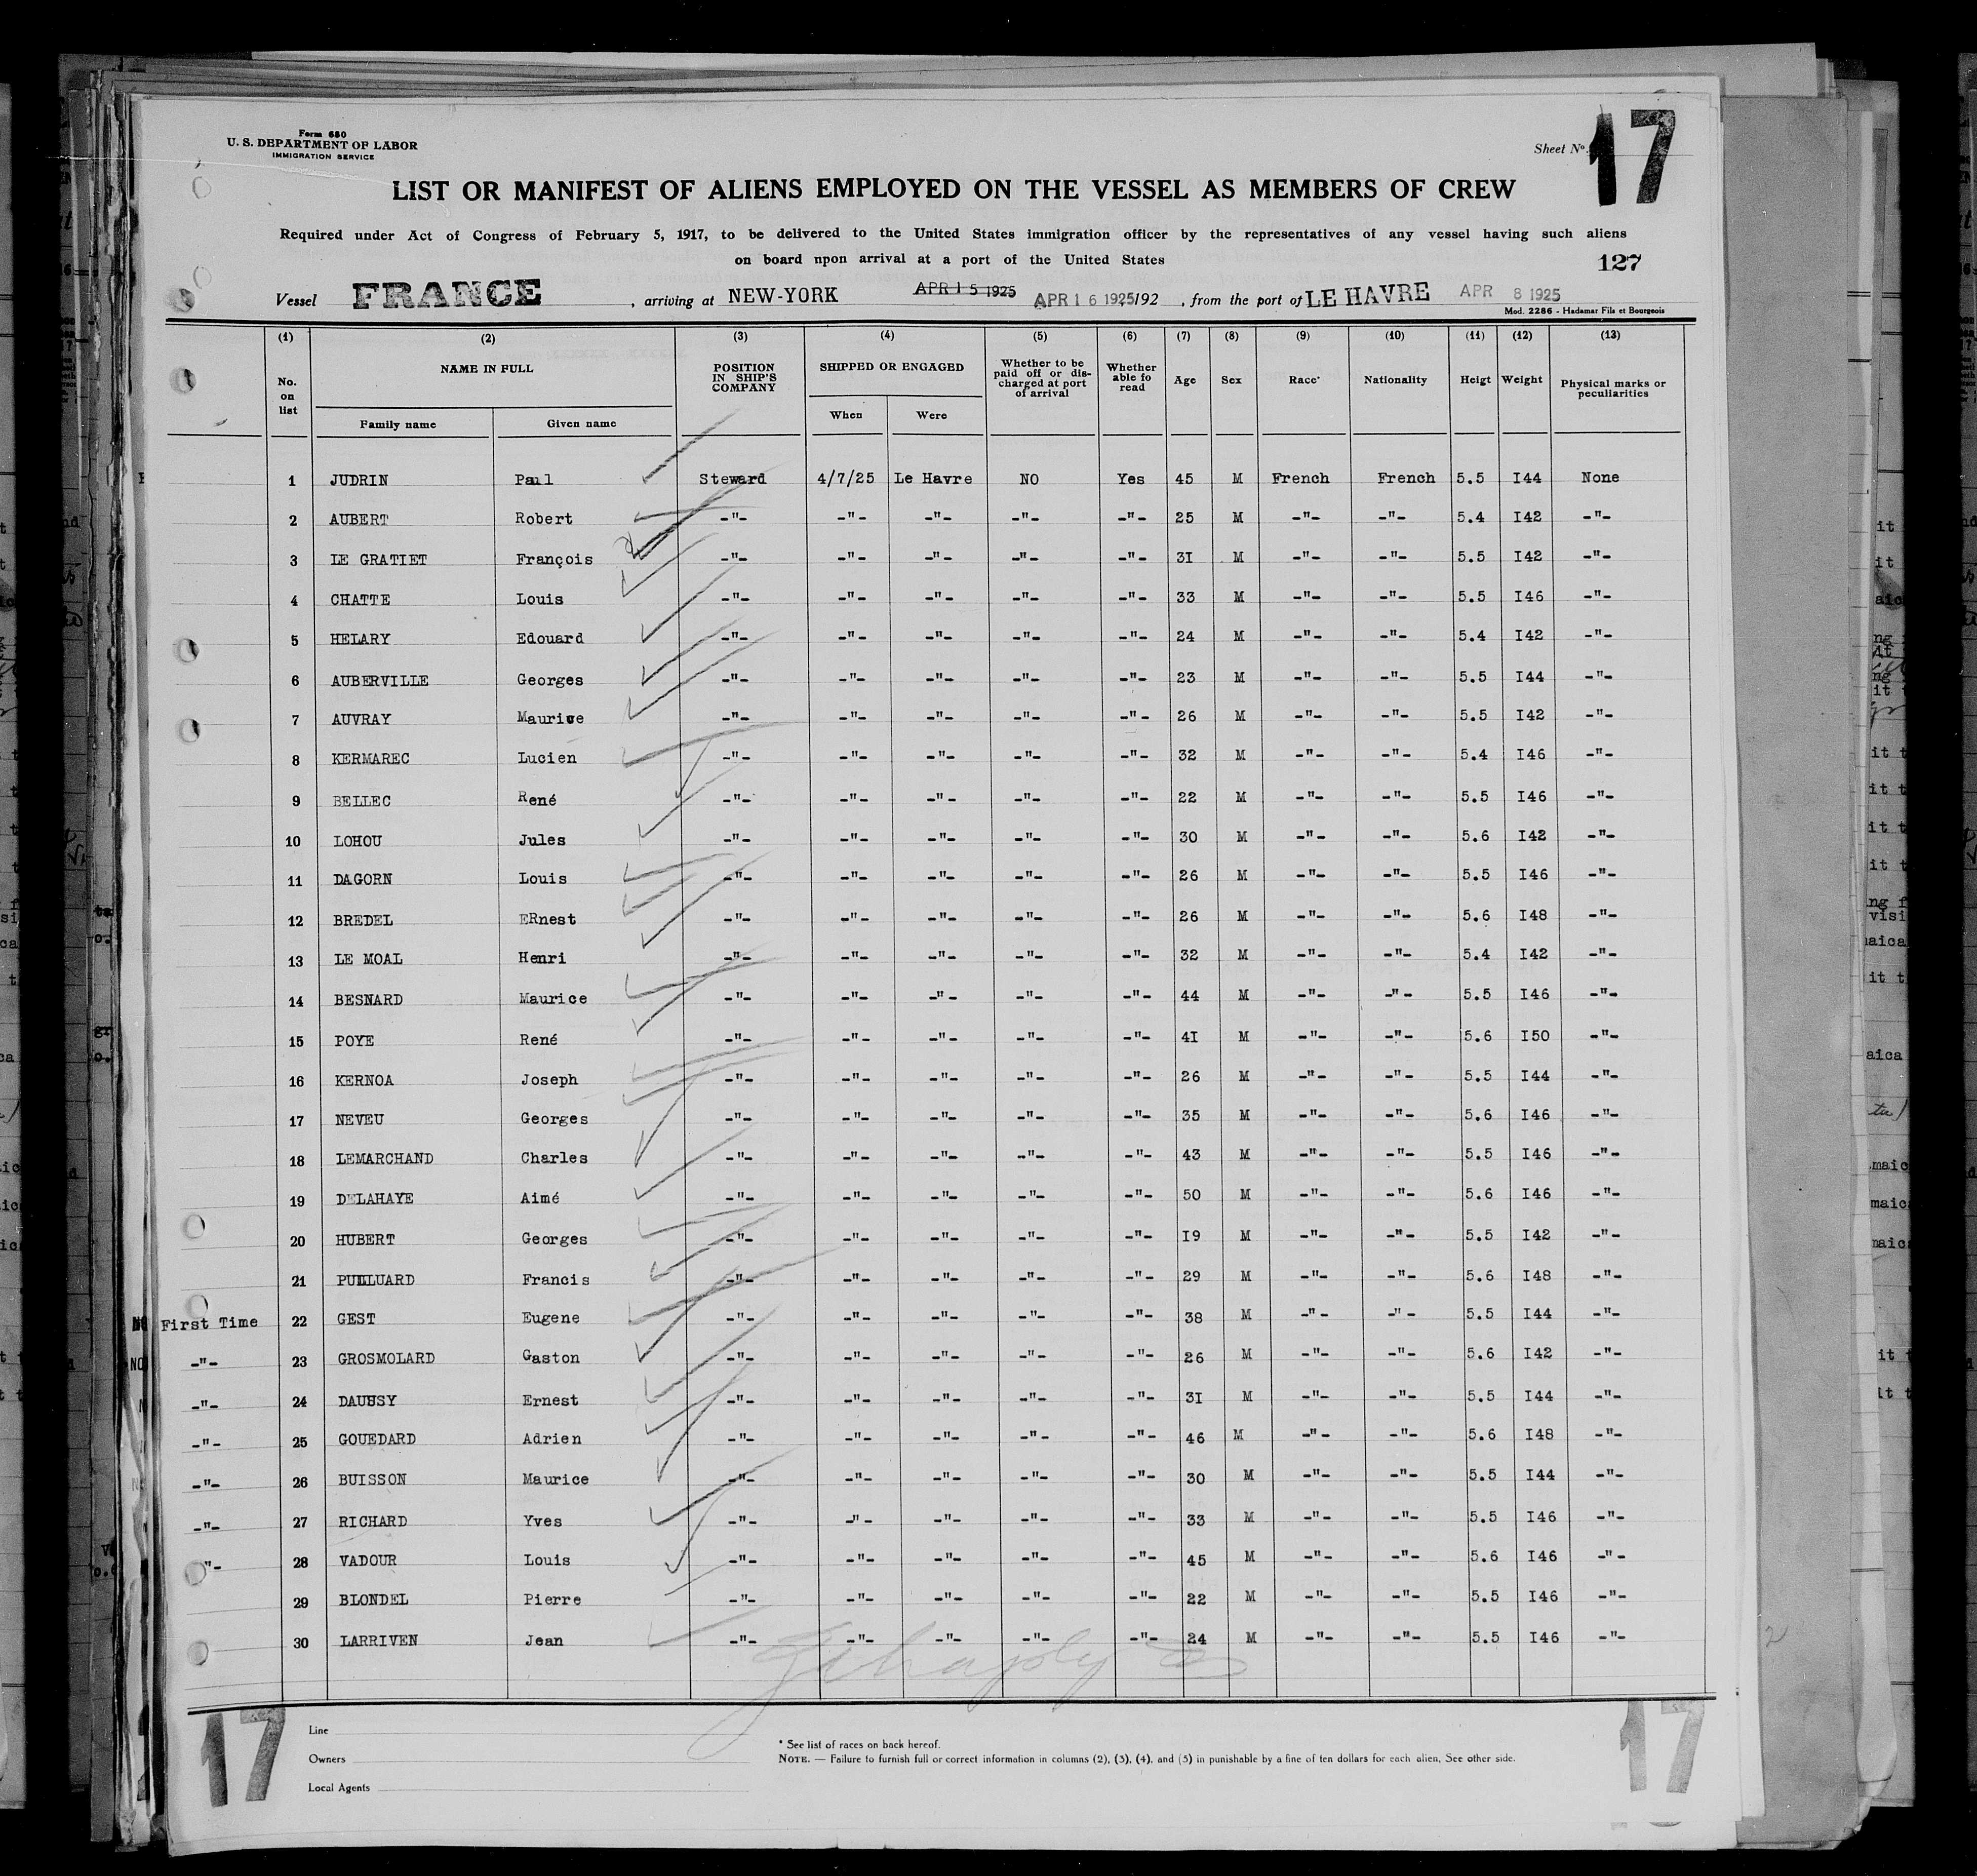 Form 680
U. S. DEPARTMENT OF LABOR
IMMIGRATION SERVICE
Sheet No. 17
LIST OR MANIFEST OF ALIENS EMPLOYED ON THE VESSEL AS MEMBERS OF CREW
Required under Act of Congress of February 5, 1917, to be delivered to the United States immigration officer by the representatives of any vessel having such aliens
on board npon arrival at a port of the United States
127
Vessel FRANCE , arriving at NEW-YORK APR 15 1925 APR 16 1925 192 , from the port of LE HAVRE APR 8 1925
Mod. 2286 - Hadamar Fils et Bourgeois
(1) (2) (3) (4) (5) (6) (7) (8) (9) (10) (11) (12) (13)
No. on list NAME IN FULL POSITION IN SHIP'S COMPANY SHIPPED OR ENGAGED Whether to be paid off or discharged at port of arrival Whether able fo read Age Sex Race* Nationality Heigt Weight Physical marks or peculiarities
Family name Given name When Were
1 JUDRIN Paul Steward 4/7/25 Le Havre NO Yes 45 M French French 5.5 I44 None
2 AUBERT Robert -"- -"- -"- -"- -"- 25 M -"- -"- 5.4 I42 -"-
3 LE GRATIET François -"- -"- -"- -"- -"- 3I M -"- -"- 5.5 I42 -"-
4 CHATTE Louis -"- -"- -"- -"- -"- 33 M -"- -"- 5.5 I46 -"-
5 HELARY Edouard -"- -"- -"- -"- -"- 24 M -"- -"- 5.4 I42 -"-
6 AUBERVILLE Georges -"- -"- -"- -"- -"- 23 M -"- -"- 5.5 I44 -"-
7 AUVRAY Maurice -"- -"- -"- -"- -"- 26 M -"- -"- 5.5 I42 -"-
8 KERMAREC Lucien -"- -"- -"- -"- -"- 32 M -"- -"- 5.4 I46 -"-
9 BELLEC René -"- -"- -"- -"- -"- 22 M -"- -"- 5.5 I46 -"-
10 LOHOU Jules -"- -"- -"- -"- -"- 30 M -"- -"- 5.6 I42 -"-
11 DAGORN Louis -"- -"- -"- -"- -"- 26 M -"- -"- 5.5 I46 -"-
12 BREDEL ERnest -"- -"- -"- -"- 26 M -"- -"- 5.6 I48 -"-
13 LE MOAL Henri -"- -"- -"- -"- -"- 32 M -"- -"- 5.4 I42 -"-
14 BESNARD Maurice -"- -"- -"- -"- -"- 44 M -"- -"- 5.5 I46 -"-
15 POYE René -"- -"- -"- -"- -"- 4I M -"- -"- 5.6 I50 -"-
16 KERNOA Joseph -"- -"- -"- -"- -"- 26 M -"- -"- 5.5 I44 -"-
17 NEVEU Georges -"- -"- -"- -"- -"- 35 M -"- -"- 5.6 I46 -"-
18 LEMARCHAND Charles -"- -"- -"- -"- -"- 43 M -"- -"- 5.5 I46 -"-
19 DELAHAYE Aimé -"- -"- -"- -"- -"- 50 M -"- -"- 5.6 I46 -"-
20 HUBERT Georges -"- -"- -"- -"- -"- I9 M -"- -"- 5.5 I42 -"-
21 PUILLUARD Francis -"- -"- -"- -"- -"- 29 M -"- -"- 5.6 I48 -"-
First Time 22 GEST Eugene -"- -"- -"- -"- -"- 38 M -"- -"- 5.5 I44 -"-
-"- 23 GROSMOLARD Gaston -"- -"- -"- -"- -"- 26 M -"- -"- 5.6 I42 -"-
-"- 24 DAUSSY Ernest -"- -"- -"- -"- -"- 3I M -"- -"- 5.5 I44 -"-
-"- 25 GOUEDARD Adrien -"- -"- -"- -"- -"- 46 M -"- -"- 5.6 I48 -"-
-"- 26 BUISSON Maurice -"- -"- -"- -"- -"- 30 M -"- -"- 5.5 I44 -"-
-"- 27 RICHARD Yves -"- -"- -"- -"- -"- 33 M -"- -"- 5.5 I46 -"-
-"- 28 VADOUR Louis -"- -"- -"- -"- -"- 45 M -"- -"- 5.6 I46 -"-
29 BLONDEL Pierre -"- -"- -"- -"- -"- 22 M -"- -"- 5.5 I46 -"-
30 LARRIVEN Jean -"- -"- -"- -"- -"- 24 M -"- -"- 5.5 I46 -"-
17 17
Line
Owners
Local Agents
* See list of races on back hereof.
NOTE. — Failure to furnish full or correct information in columns (2), (3), (4), and (5) in punishable by a fine of ten dollars for each alien, See other side.